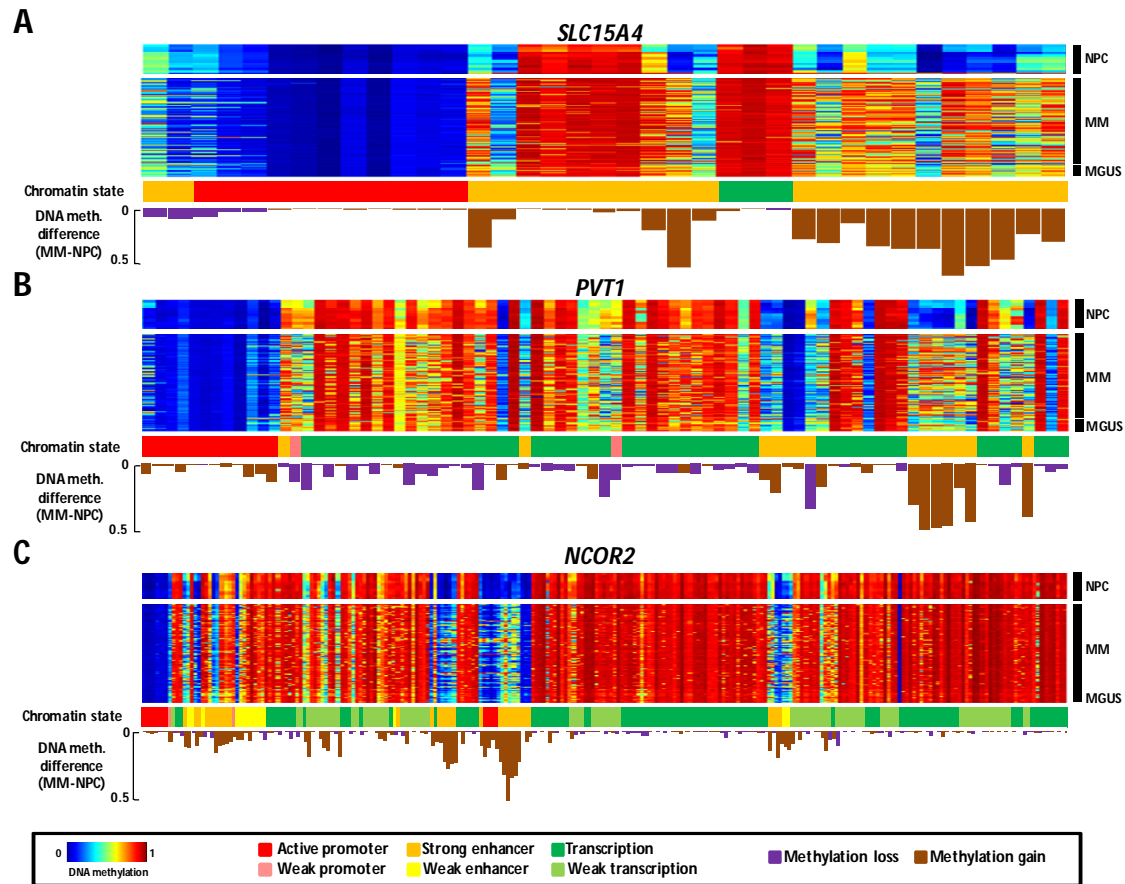 A
SLC15A4
NPC
MM
MGUS
Chromatin state
DNA meth.
difference
(MM-NPC)
0
0.5
B
PVT1
NPC
MM
MGUS
Chromatin state
DNA meth.
difference
(MM-NPC)
0
0.5
C
NCOR2
NPC
MM
MGUS
Chromatin state
DNA meth.
difference
(MM-NPC)
0
0.5
0 1
DNA methylation
Active promoter Strong enhancer Transcription
Weak promoter Weak enhancer Weak transcription
Methylation loss Methylation gain